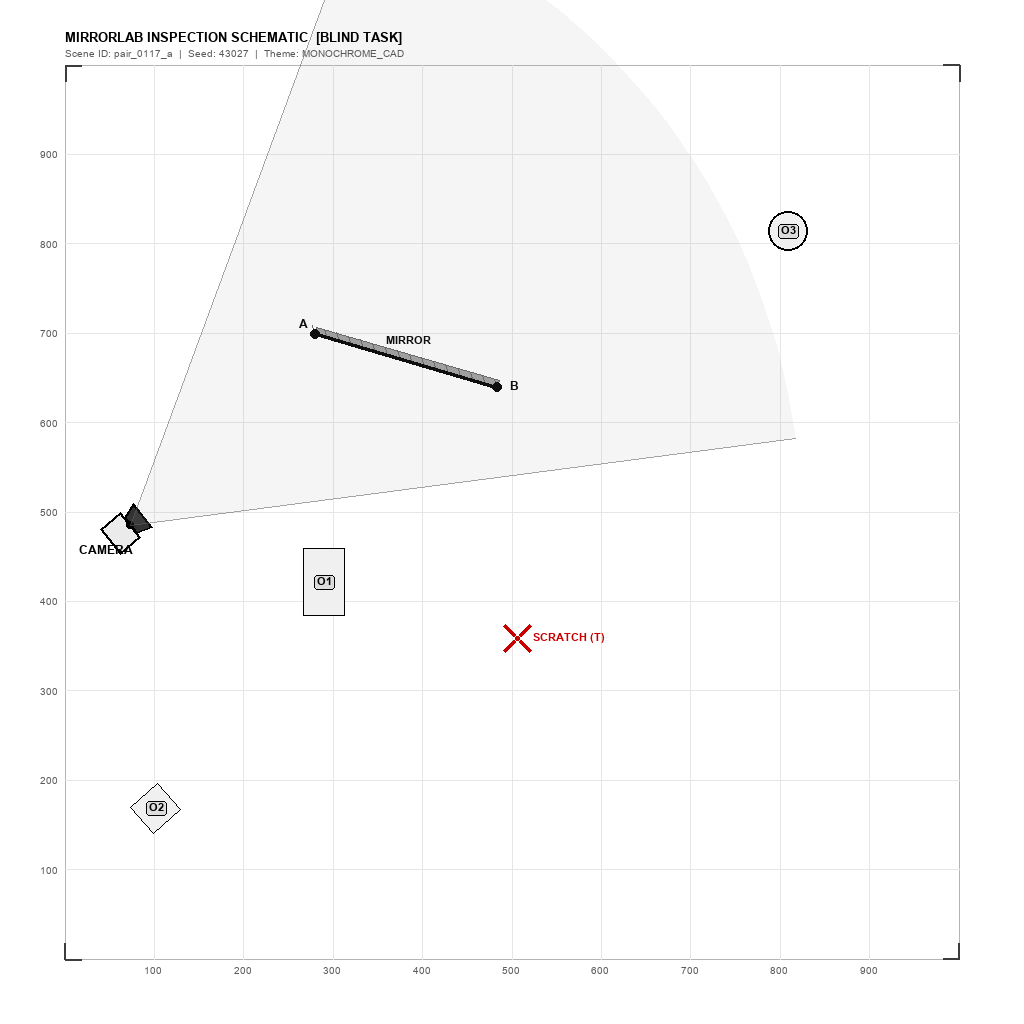 MIRRORLAB INSPECTION SCHEMATIC [BLIND TASK]
Scene ID: pair_0117_a | Seed: 43027 | Theme: MONOCHROME_CAD
900
800
O3
700
A
MIRROR
B
600
500
CAMERA
O1
400
SCRATCH (T)
300
200
O2
100
100 200 300 400 500 600 700 800 900